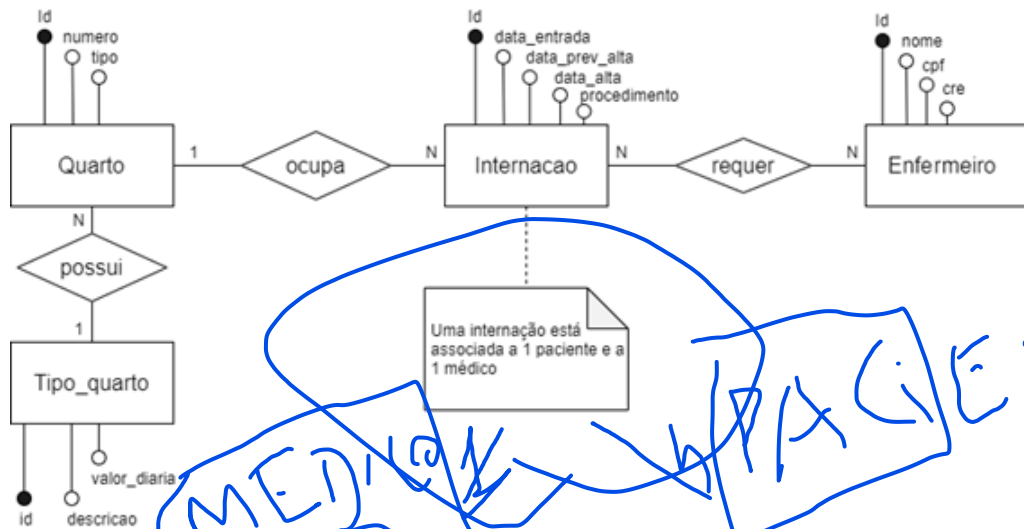 Id
numero
tipo
Id
data_entrada
data_prev_alta
data_alta
procedimento
Id
nome
cpf
cre
Quarto
1
ocupa
N
Internacao
N
requer
N
Enfermeiro
N
possui
1
Tipo_quarto
valor_diaria
id
descricao
Uma internação está
associada a 1 paciente e a
1 médico
PACiE